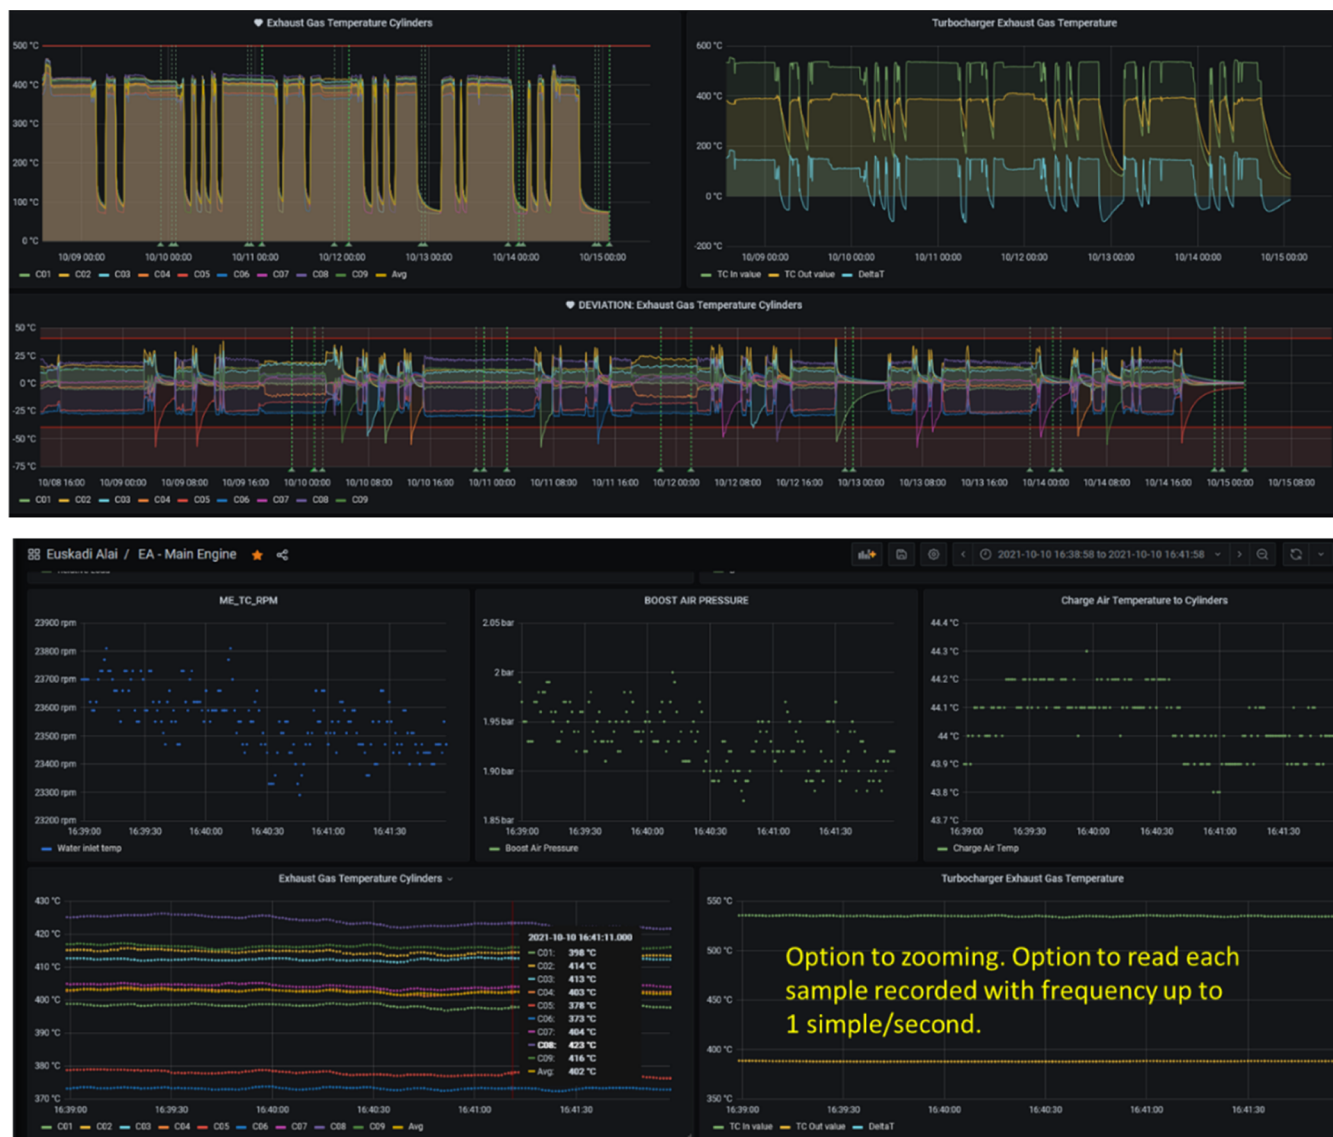 Exhaust Gas Temperature Cylinders
500 °C
400 °C
300 °C
200 °C
100 °C
0 °C
10/09 00:00 10/10 00:00 10/11 00:00 10/12 00:00 10/13 00:00 10/14 00:00 10/15 00:00
C01 C02 C03 C04 C05 C06 C07 C08 C09 Avg
Turbocharger Exhaust Gas Temperature
600 °C
400 °C
200 °C
0 °C
-200 °C
10/09 00:00 10/10 00:00 10/11 00:00 10/12 00:00 10/13 00:00 10/14 00:00 10/15 00:00
TC In value TC Out value DeltaT
DEVIATION: Exhaust Gas Temperature Cylinders
50 °C
25 °C
0 °C
-25 °C
-50 °C
-75 °C
10/08 16:00 10/09 00:00 10/09 08:00 10/09 16:00 10/10 00:00 10/10 08:00 10/10 16:00 10/11 00:00 10/11 08:00 10/11 16:00 10/12 00:00 10/12 08:00 10/12 16:00 10/13 00:00 10/13 08:00 10/13 16:00 10/14 00:00 10/14 08:00 10/14 16:00 10/15 00:00 10/15 08:00
C01 C02 C03 C04 C05 C06 C07 C08 C09
Euskadi Alai / EA - Main Engine
2021-10-10 16:38:58 to 2021-10-10 16:41:58
ME_TC_RPM
23900 rpm
23800 rpm
23700 rpm
23600 rpm
23500 rpm
23400 rpm
23300 rpm
23200 rpm
16:39:00 16:39:30 16:40:00 16:40:30 16:41:00 16:41:30
Water inlet temp
BOOST AIR PRESSURE
2.05 bar
2 bar
1.95 bar
1.90 bar
1.85 bar
16:39:00 16:39:30 16:40:00 16:40:30 16:41:00 16:41:30
Boost Air Pressure
Charge Air Temperature to Cylinders
44.4 °C
44.3 °C
44.2 °C
44.1 °C
44 °C
43.9 °C
43.8 °C
43.7 °C
16:39:00 16:39:30 16:40:00 16:40:30 16:41:00 16:41:30
Charge Air Temp
Exhaust Gas Temperature Cylinders
430 °C
420 °C
410 °C
400 °C
390 °C
380 °C
370 °C
16:39:00 16:39:30 16:40:00 16:40:30 16:41:00 16:41:30
C01 C02 C03 C04 C05 C06 C07 C08 C09 Avg
2021-10-10 16:41:11.000
C01: 398 °C
C02: 414 °C
C03: 413 °C
C04: 403 °C
C05: 378 °C
C06: 373 °C
C07: 404 °C
C08: 423 °C
C09: 416 °C
Avg: 402 °C
Turbocharger Exhaust Gas Temperature
550 °C
500 °C
450 °C
400 °C
350 °C
16:39:00 16:39:30 16:40:00 16:40:30 16:41:00 16:41:30
TC In value TC Out value DeltaT
Option to zooming. Option to read each
sample recorded with frequency up to
1 simple/second.